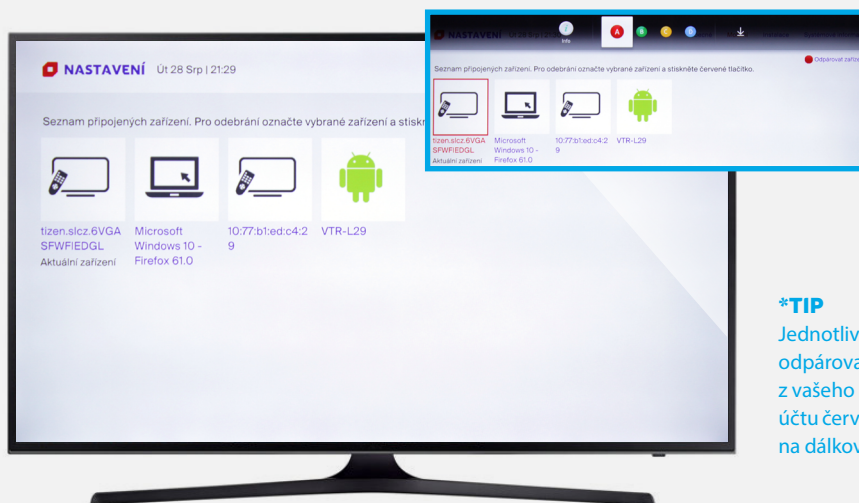 NASTAVENÍ Út 28 Srp | 21:29
Seznam připojených zařízení. Pro odebrání označte vybrané zařízení a stiskn
tizen.slcz.6VGA
SFWFIEDGL
Aktuální zařízení
Microsoft
Windows 10 -
Firefox 61.0
10:77:b1:ed:c4:2
9
VTR-L29
NASTAVENÍ
Info
A B C D
Odpárovat zaříze
Seznam připojených zařízení. Pro odebrání označte vybrané zařízení a stiskněte červené tlačítko.
tizen.slcz.6VGA
SFWFIEDGL
Aktuální zařízení
Microsoft
Windows 10 -
Firefox 61.0
10:77:b1:ed:c4:2
9
VTR-L29
*TIP
Jednotliv
odpárova
z vašeho
účtu červ
na dálkov